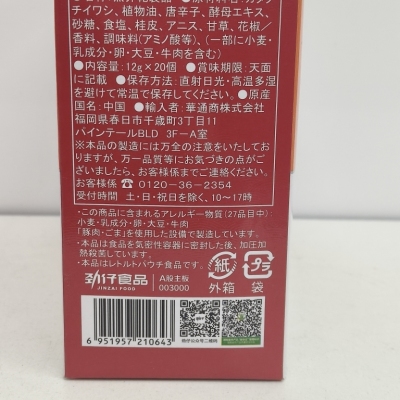 チイワシ、植物油、唐辛子、酵母エキス、
砂糖、食塩、桂皮、アニス、甘草、花椒/
香料、調味料(アミノ酸等)、(一部に小麦・
乳成分・卵・大豆・牛肉を含む)
●内容量:12g×20個 ●賞味期限:天面
に記載 ●保存方法:直射日光・高温多湿
を避けて常温で保存してください。●原産
国名:中国 ●輸入者:華通商株式会社
福岡県春日市千歳町3丁目11
パインテールBLD 3F-A室
※本品の製造には万全の注意をいたしてお
りますが、万一品質等にお気づきの点がご
ざいましたら、お客様係までご連絡ください。
お客様係 ☎ 0120-36-2354
受付時間 土・日・祝に除く、10~17時
・この商品に含まれるアレルギー物質(27品目中):
小麦・乳成分・卵・大豆・牛肉
・「豚肉・ごま」を使用した設備で製造しています。
・本品は食品を気密性容器に密封した後、加圧加
熱殺菌しています。
・本品はレトルトパウチ食品です。
紙 プラ
外箱 袋
劲仔食品 A股主板
JINZAI FOOD 003000
6 951957 210643